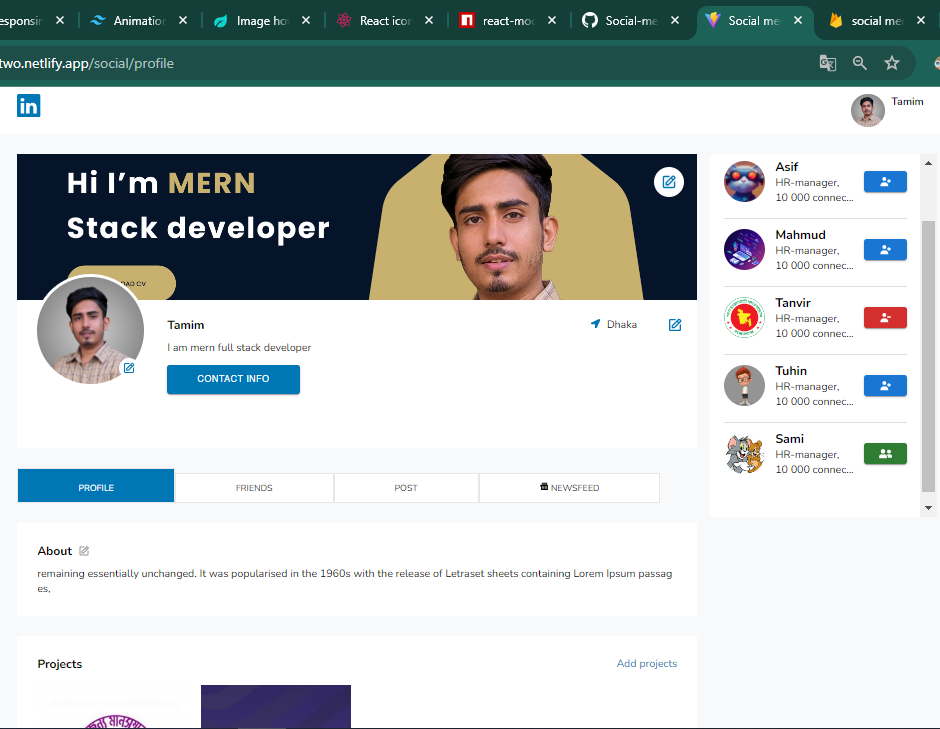 esponsin
Animation
Image ho
React icon
react-mod
Social-me
Social me
social med
two.netlify.app/social/profile
in
Tamim
Hi I’m MERN
Stack developer
OAD CV
Tamim
Dhaka
I am mern full stack developer
CONTACT INFO
Asif
HR-manager,
10 000 connec...
Mahmud
HR-manager,
10 000 connec...
Tanvir
HR-manager,
10 000 connec...
Tuhin
HR-manager,
10 000 connec...
Sami
HR-manager,
10 000 connec...
PROFILE
FRIENDS
POST
NEWSFEED
About
remaining essentially unchanged. It was popularised in the 1960s with the release of Letraset sheets containing Lorem Ipsum passag
es,
Projects
Add projects